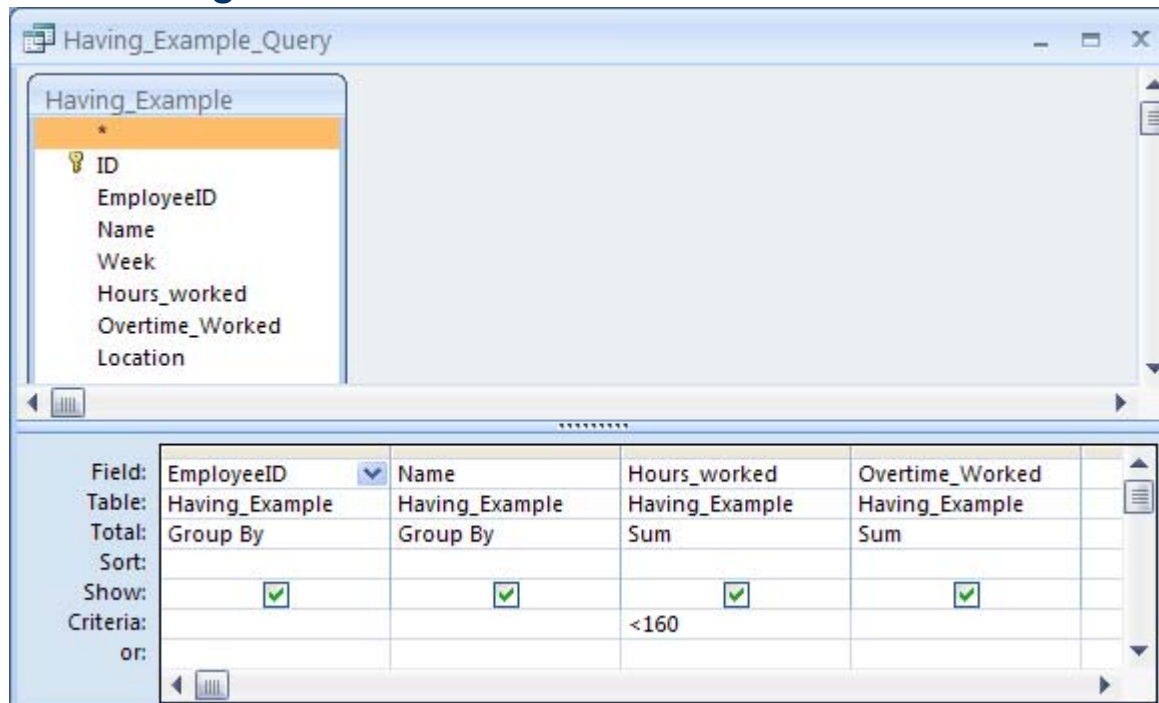 Having_Example_Query
Having_Example
*
ID
EmployeeID
Name
Week
Hours_worked
Overtime_Worked
Location
Field: EmployeeID Name Hours_worked Overtime_Worked
Table: Having_Example Having_Example Having_Example Having_Example
Total: Group By Group By Sum Sum
Sort:
Show:
Criteria: <160
or: